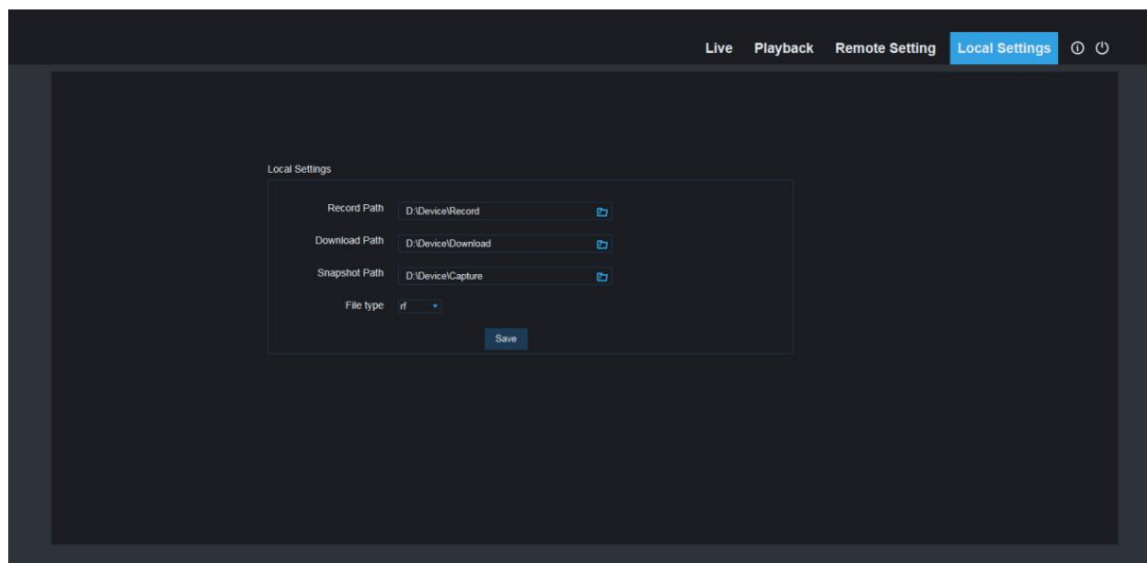 Live Playback Remote Setting Local Settings
Local Settings
Record Path D:\Device\Record
Download Path D:\Device\Download
Snapshot Path D:\Device\Capture
File type rf
Save